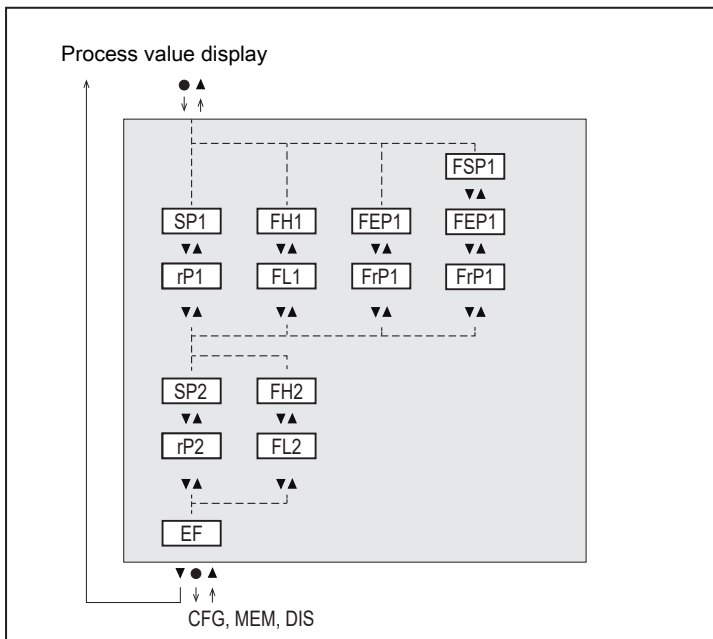 Process value display
FSP1
SP1 FH1 FEP1 FEP1
rP1 FL1 FrP1 FrP1
SP2 FH2
rP2 FL2
EF
CFG, MEM, DIS